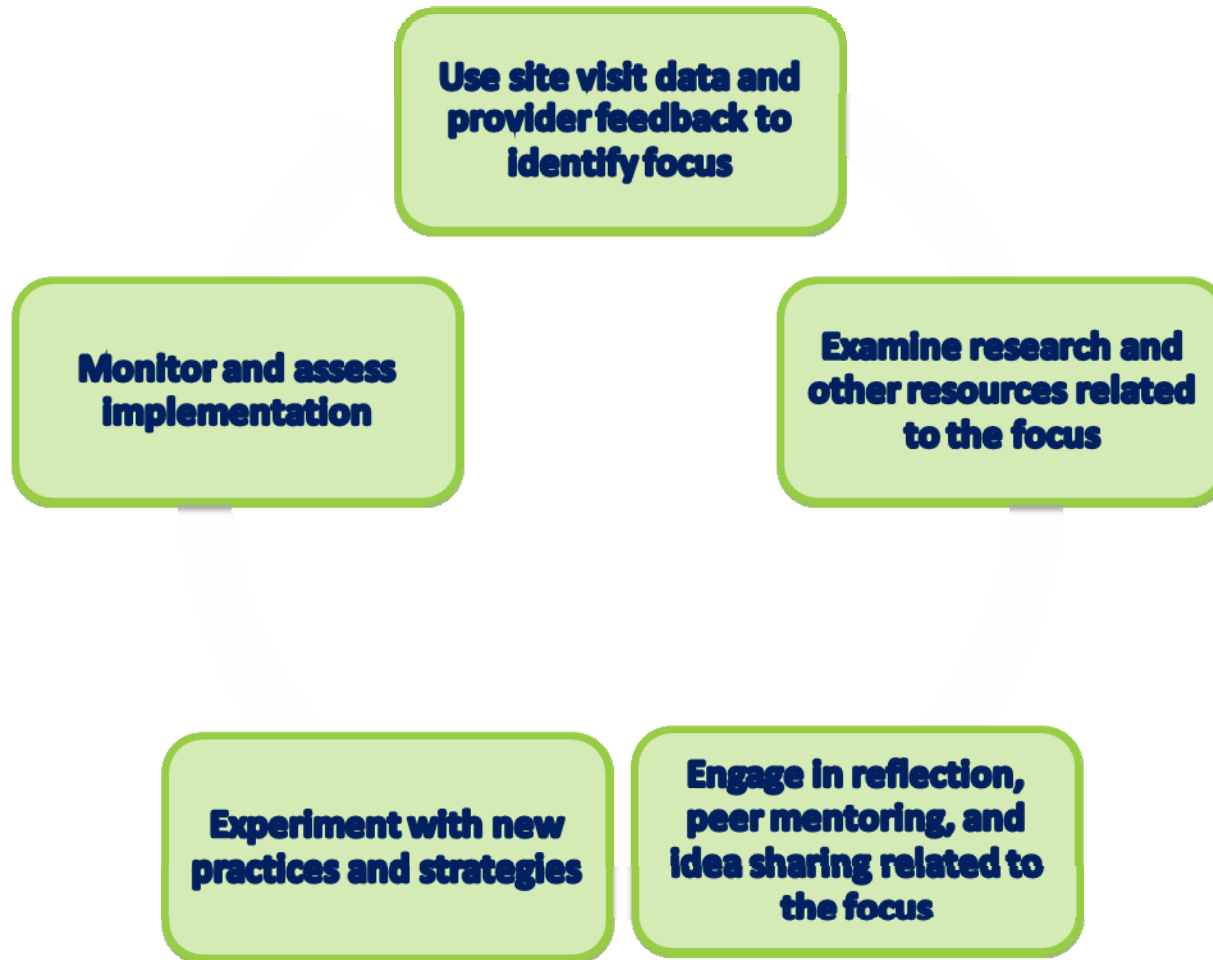 Use site visit data and
provider feedback to
identify focus
Examine research and
other resources related
to the focus
Engage in reflection,
peer mentoring, and
idea sharing related to
the focus
Experiment with new
practices and strategies
Monitor and assess
implementation